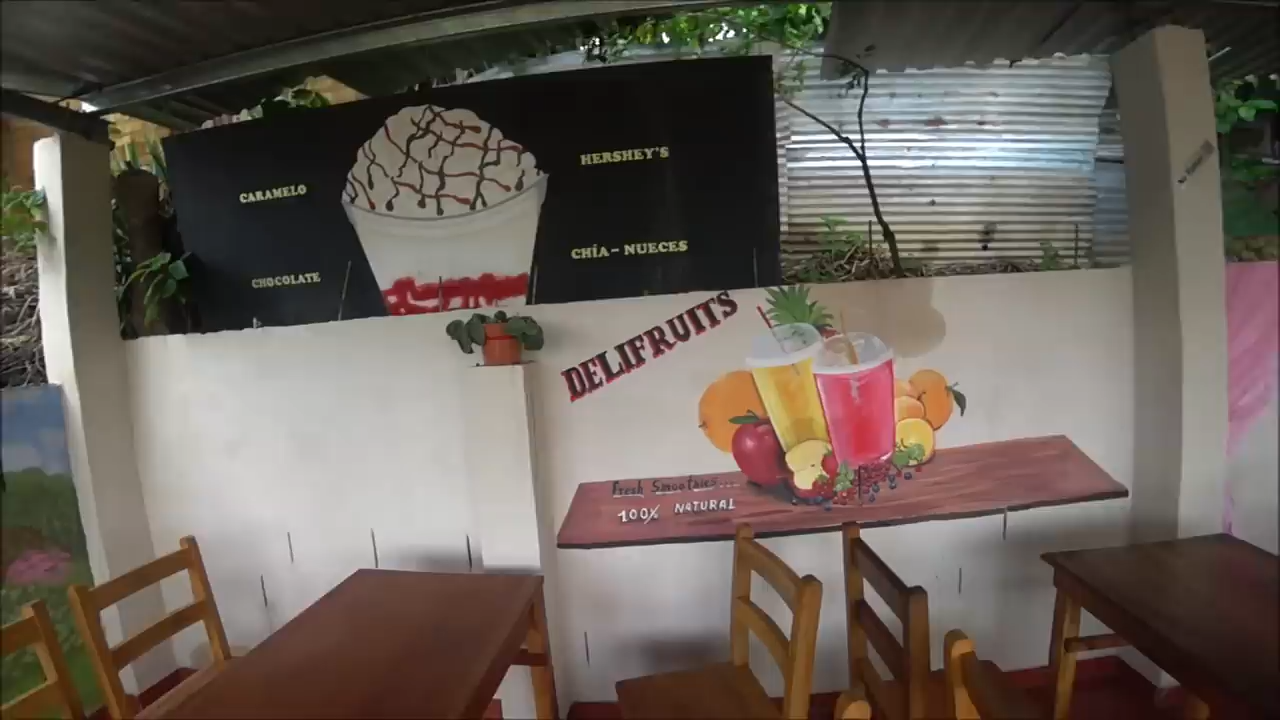 CARAMELO
HERSHEY'S
CHOCOLATE
CHÍA - NUECES
DELIFRUITS
Fresh Smoothies...
100% NATURAL